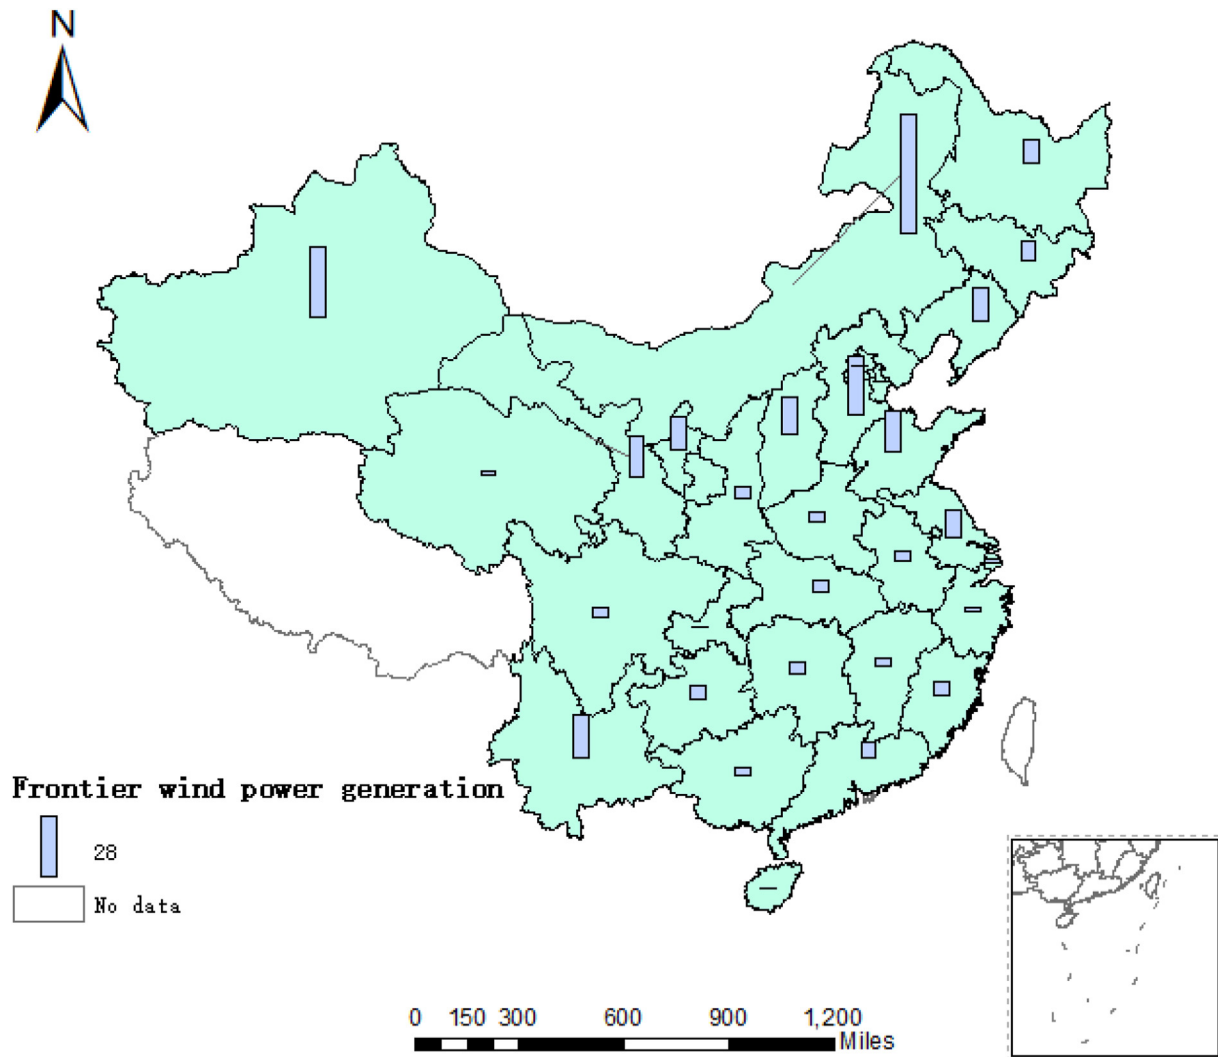 N
Frontier wind power generation
28
No data
0 150 300 600 900 1,200
Miles